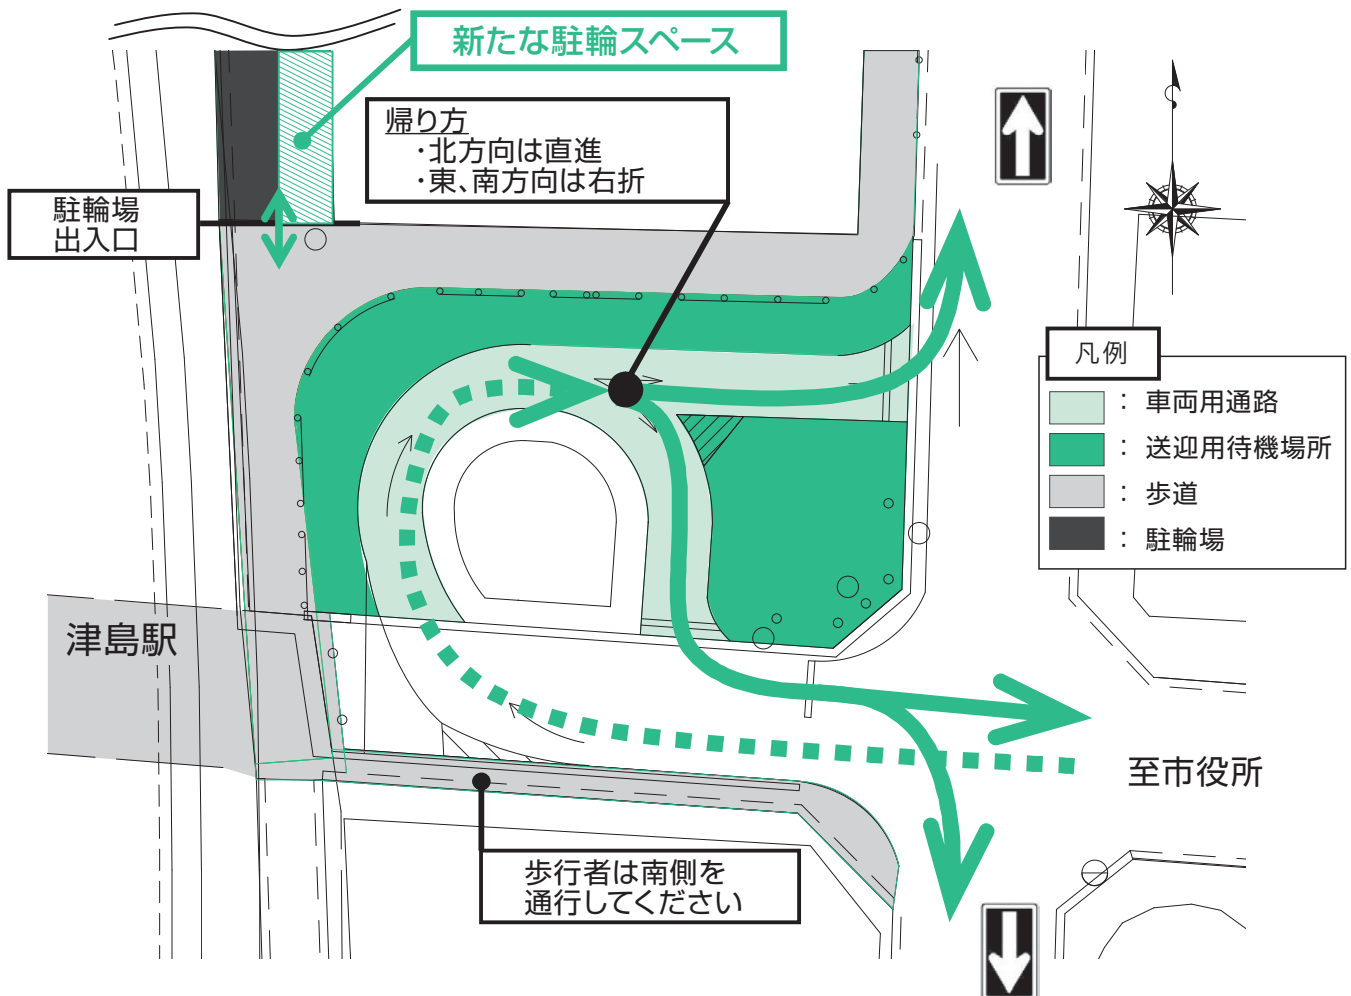 新たな駐輪スペース
帰り方
・北方向は直進
・東、南方向は右折
駐輪場
出入口
凡例
：車両用通路
：送迎用待機場所
：歩道
：駐輪場
津島駅
至市役所
歩行者は南側を
通行してください